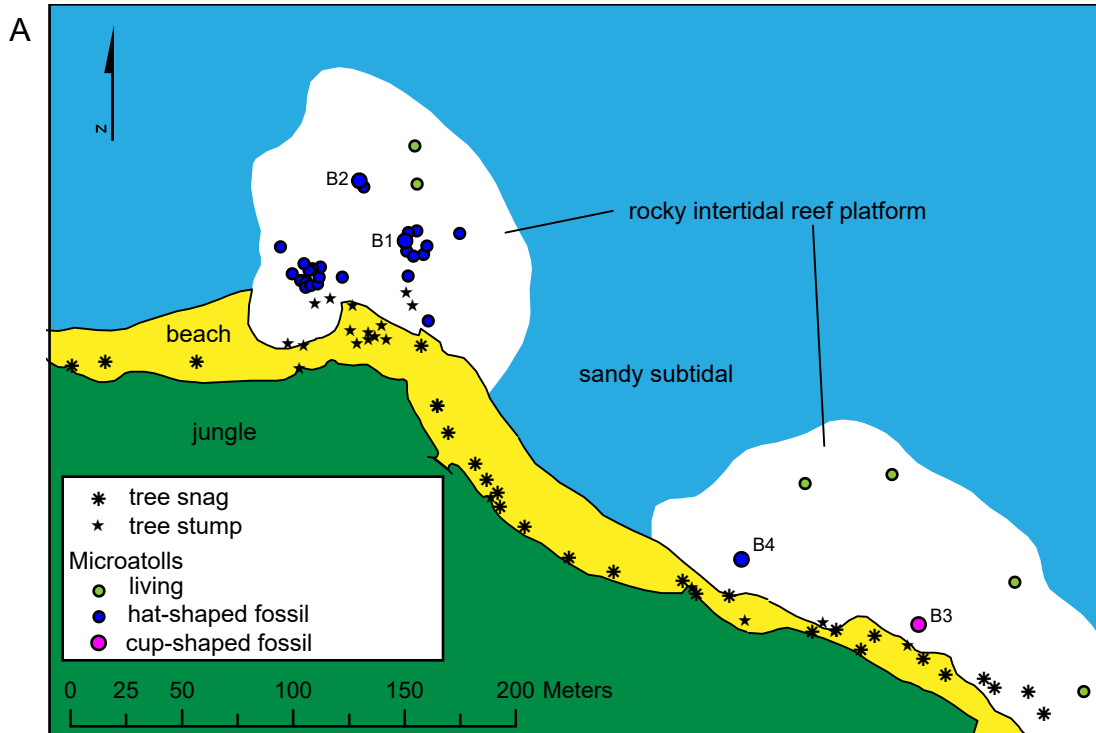 A
z
B2
B1
rocky intertidal reef platform
beach
sandy subtidal
jungle
B4
B3
tree snag
tree stump
Microatolls
living
hat-shaped fossil
cup-shaped fossil
0 25 50 100 150 200 Meters